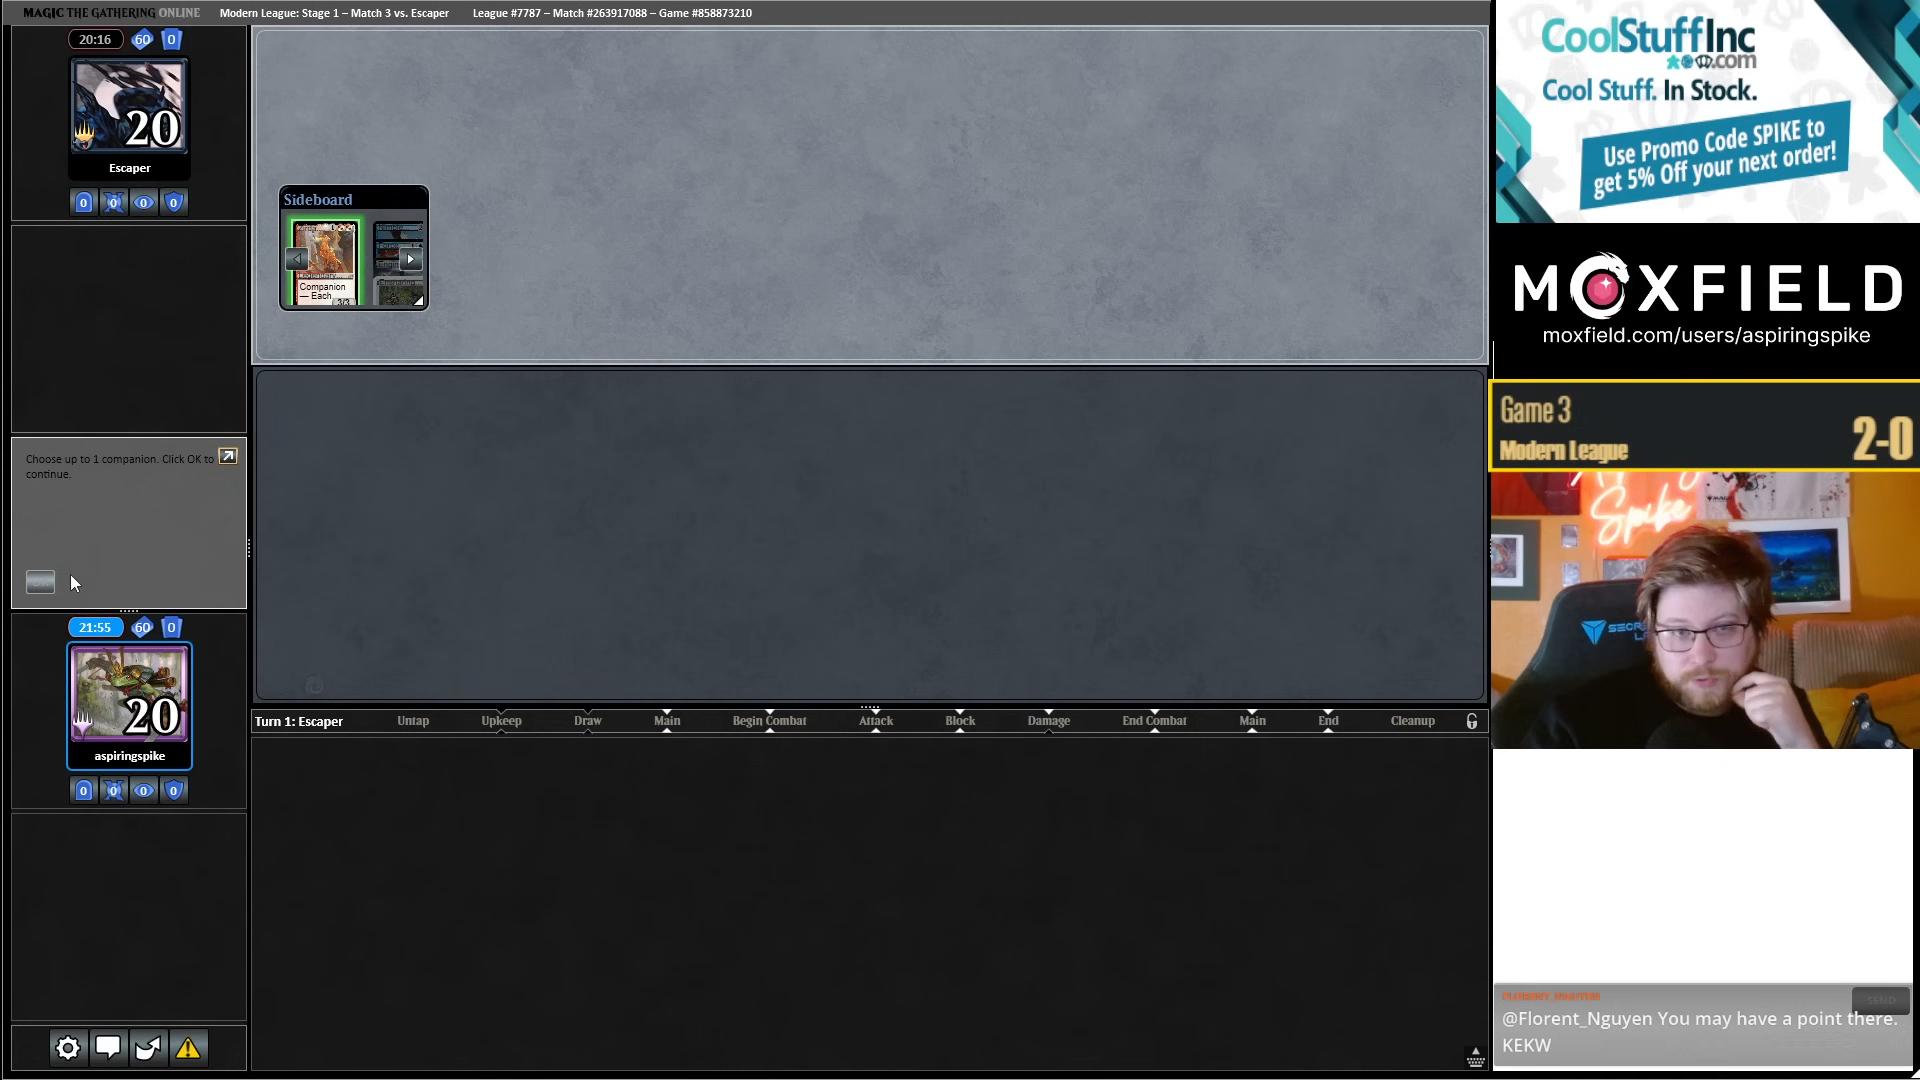 MAGIC THE GATHERING ONLINE
Modern League: Stage 1 – Match 3 vs. Escaper
League #7787 – Match #263917088 – Game #858873210
20:16
60
0
20
Escaper
0
0
0
0
Sideboard
Companion
— Each
3/3
Choose up to 1 companion. Click OK to
continue.
21:55
60
0
20
aspiringspike
0
0
0
0
Turn 1: Escaper
Untap
Upkeep
Draw
Main
Begin Combat
Attack
Block
Damage
End Combat
Main
End
Cleanup
CoolStuffInc
.com
Cool Stuff. In Stock.
Use Promo Code SPIKE to
get 5% Off your next order!
MOXFIELD
moxfield.com/users/aspiringspike
Game 3
Modern League
2-0
Spike
SEND
@Florent_Nguyen You may have a point there.
KEKW